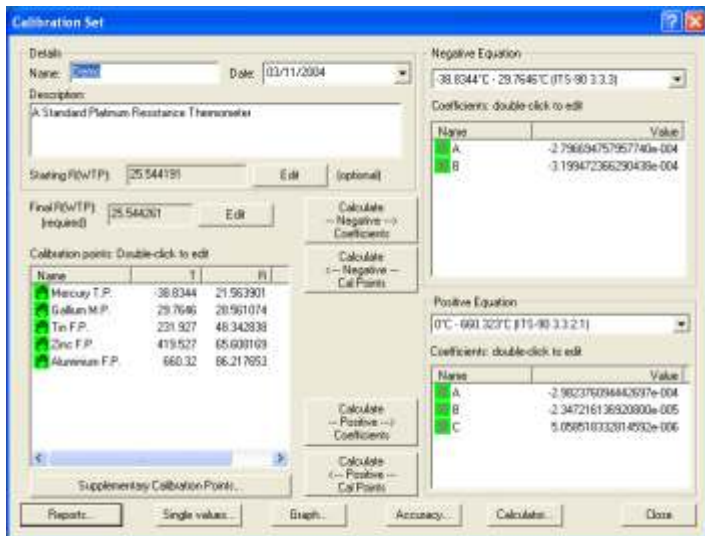 Calibration Set
Details
Name: Demo
Date: 03/11/2004
Description:
A Standard Platinum Resistance Thermometer
Starting R(WTP): 25.544191 Edit (optional)
Final R(WTP): (required) 25.544261 Edit
Calibration points: Double-click to edit
Name T R
Mercury T.P. -38.8344 21.563901
Gallium M.P. 29.7646 28.561074
Tin F.P. 231.927 48.342838
Zinc F.P. 419.527 65.608169
Aluminium F.P. 660.32 86.217653
Supplementary Calibration Points...
Calculate
-- Negative -->
Coefficients
Calculate
<-- Negative --
Cal Points
Calculate
-- Positive -->
Coefficients
Calculate
<-- Positive --
Cal Points
Negative Equation
-38.8344°C - 29.7646°C (ITS-90 3.3.3)
Coefficients: double-click to edit
Name Value
A -2.796694757957740e-004
B -3.199472366290438e-004
Positive Equation
0°C - 660.323°C (ITS-90 3.3.2.1)
Coefficients: double-click to edit
Name Value
A -2.982376094442697e-004
B -2.347216136920800e-005
C 5.058510332814592e-006
Reports... Single values... Graph... Accuracy... Calculator... Close